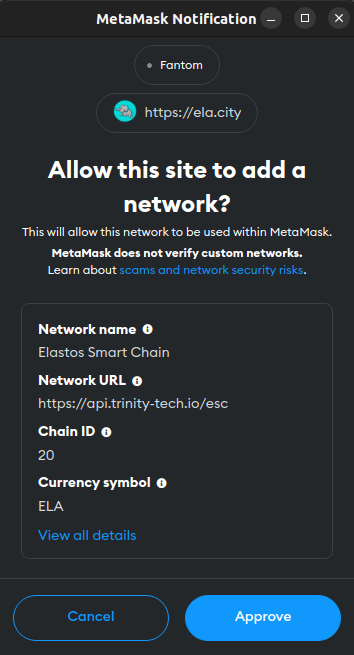 MetaMask Notification
Fantom
https://ela.city
Allow this site to add a
network?
This will allow this network to be used within MetaMask.
MetaMask does not verify custom networks.
Learn about scams and network security risks.
Network name
Elastos Smart Chain
Network URL
https://api.trinity-tech.io/esc
Chain ID
20
Currency symbol
ELA
View all details
Cancel
Approve